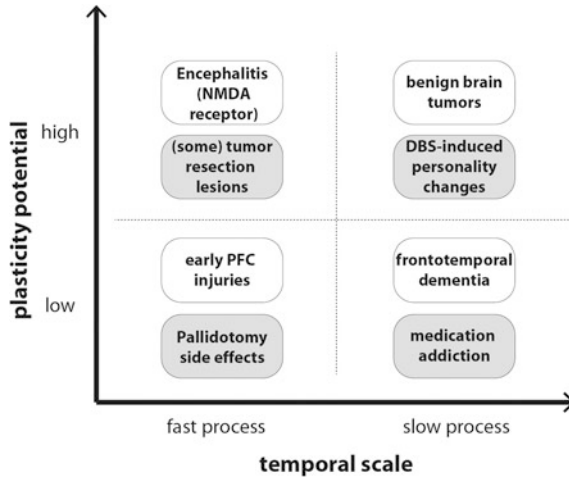 Encephalitis
(NMDA
receptor)
benign brain
tumors
high
(some) tumor
resection
lesions
DBS-induced
personality
changes
plasticity potential
early PFC
injuries
frontotemporal
dementia
low
Pallidotomy
side effects
medication
addiction
fast process
slow process
temporal scale